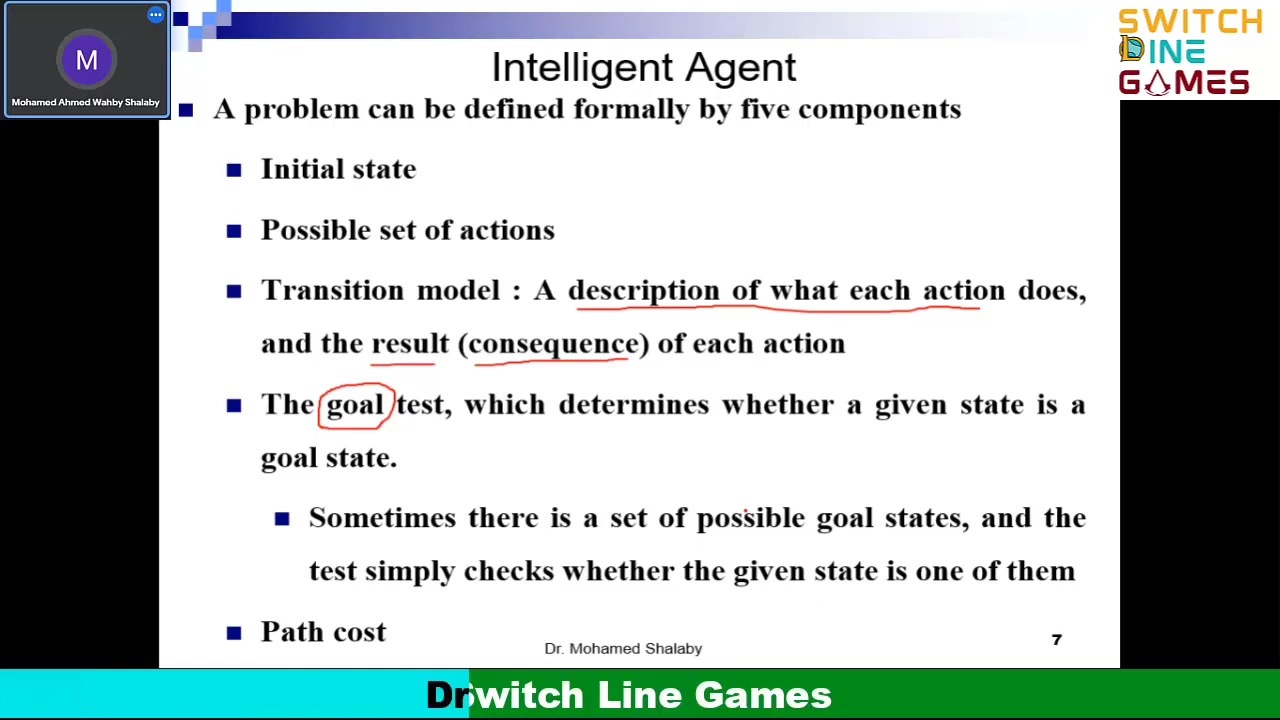 M
Mohamed Ahmed Wahby Shalaby
SWITCH
LINE
GAMES
Intelligent Agent
A problem can be defined formally by five components
Initial state
Possible set of actions
Transition model : A description of what each action does,
and the result (consequence) of each action
The goal test, which determines whether a given state is a
goal state.
Sometimes there is a set of possible goal states, and the
test simply checks whether the given state is one of them
Path cost
Dr. Mohamed Shalaby
7
Dr Switch Line Games